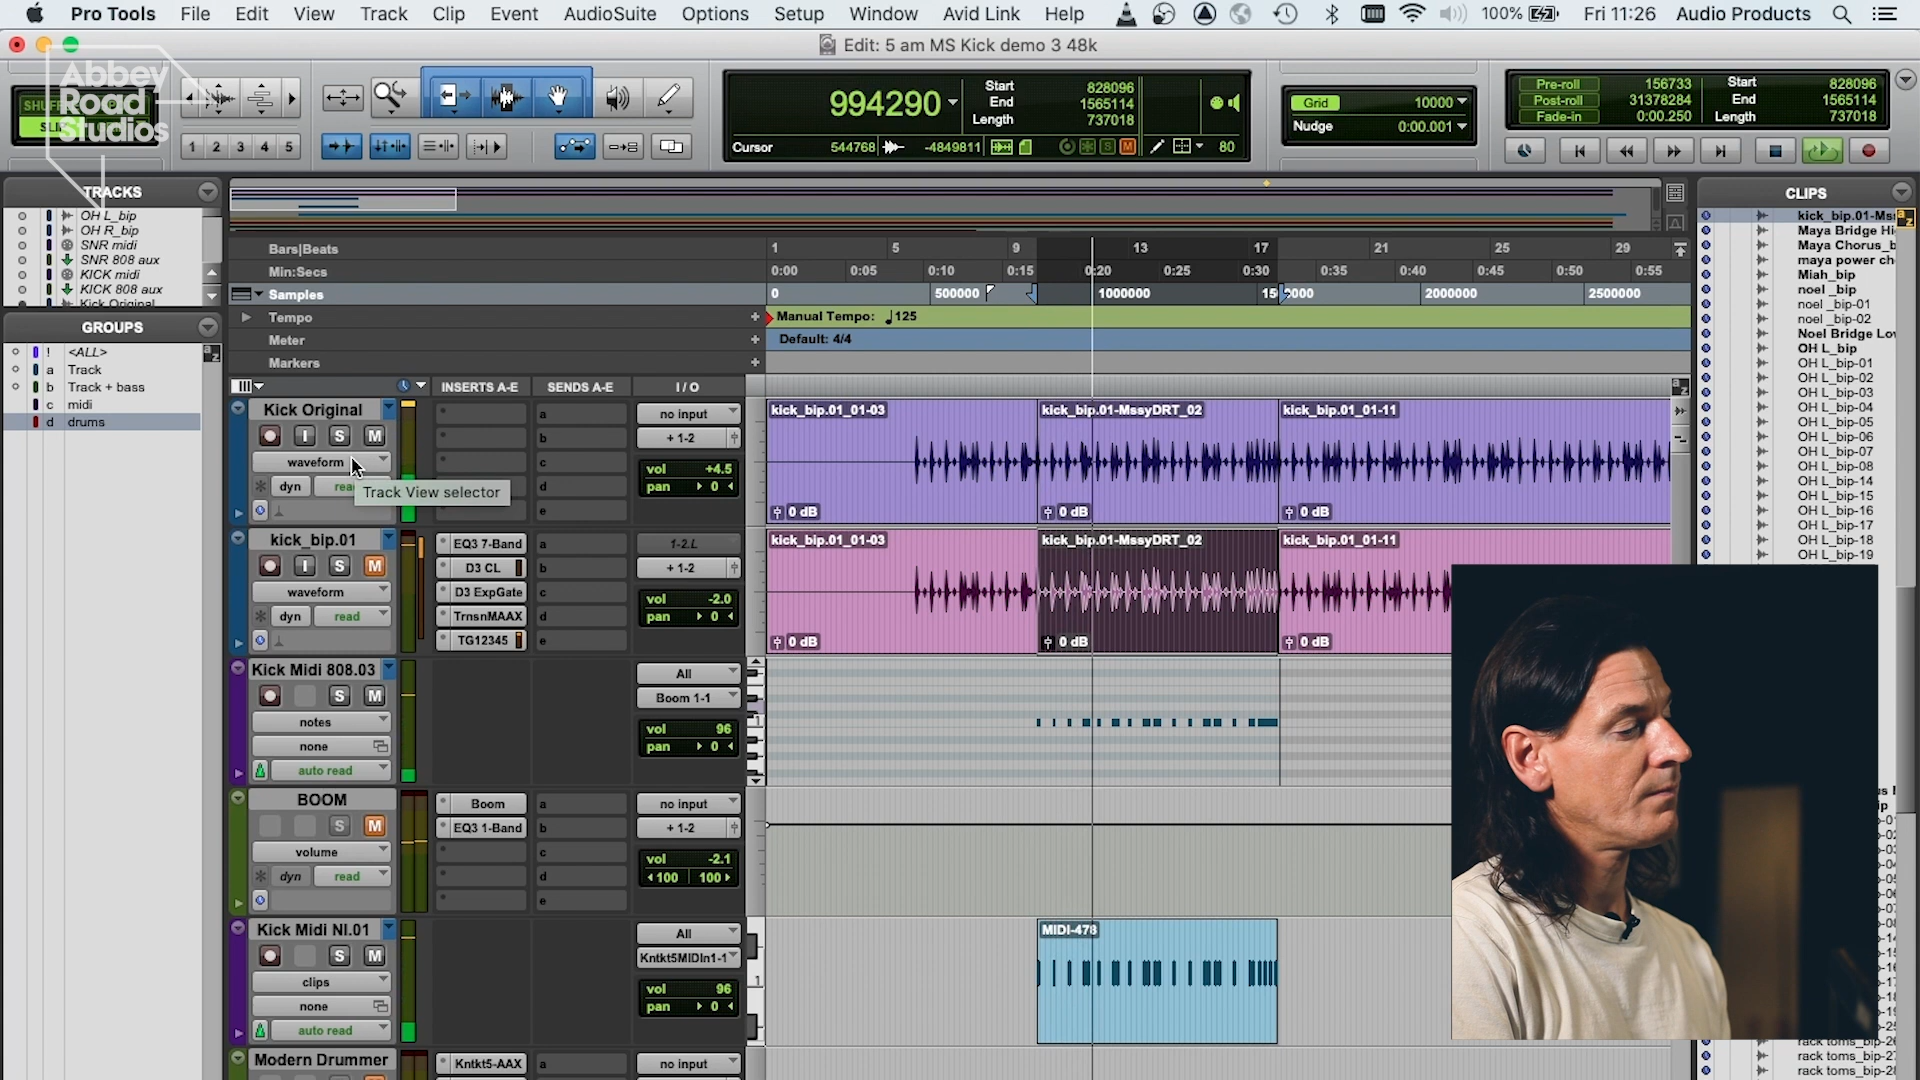 Pro Tools File Edit View Track Clip Event AudioSuite Options Setup Window Avid Link Help 100% Fri 11:26 Audio Products
Edit: 5 am MS Kick demo 3 48k
Abbey
Road
Studios
1 2 3 4 5
994290
Start 828096
End 1565114
Length 737018
Cursor 544768 -4849811 80
Grid 10000
Nudge 0:00.001
Pre-roll 156733
Post-roll 31378284
Fade-in 0:00.250
Start 828096
End 1565114
Length 737018
TRACKS
OH L_bip
OH R_bip
SNR midi
SNR 808 aux
KICK midi
KICK 808 aux
Kick Original
GROUPS
! <ALL>
a Track
b Track + bass
c midi
d drums
Bars|Beats 1 5 9 13 17 21 25 29
Min:Secs 0:00 0:05 0:10 0:15 0:20 0:25 0:30 0:35 0:40 0:45 0:50 0:55
Samples 0 500000 1000000 2000000 2500000
Tempo Manual Tempo: 125
Meter Default: 4/4
Markers
INSERTS A-E SENDS A-E I / O
Kick Original
I S M
waveform
dyn
Track View selector
a
b
c
d
e
no input
+ 1-2
vol +4.5
pan 0
kick_bip.01_01-03 kick_bip.01-MssyDRT_02 kick_bip.01_01-11
0 dB 0 dB 0 dB
kick_bip.01
I S M
waveform
dyn read
EQ3 7-Band
D3 CL
D3 ExpGate
TrnsnMAAX
TG12345
a
b
c
d
e
1-2.L
+ 1-2
vol -2.0
pan 0
kick_bip.01_01-03 kick_bip.01-MssyDRT_02 kick_bip.01_01-11
0 dB 0 dB 0 dB
Kick Midi 808.03
S M
notes
none
auto read
All
Boom 1-1
vol 96
pan 0
BOOM
S M
volume
dyn read
Boom
EQ3 1-Band
a
b
c
d
e
no input
+ 1-2
vol -2.1
100 100
Kick Midi NI.01
S M
clips
none
auto read
All
Kntkt5MIDIn1-1
vol 96
pan 0
MIDI-478
Modern Drummer
Kntkt5-AAX
a
no input
CLIPS
kick_bip.01-Ms
Maya Bridge Hi
Maya Chorus_b
maya power ch
Miah_bip
noel _bip
noel _bip-01
noel _bip-02
Noel Bridge Lo
OH L_bip
OH L_bip-01
OH L_bip-02
OH L_bip-03
OH L_bip-04
OH L_bip-05
OH L_bip-06
OH L_bip-07
OH L_bip-08
OH L_bip-14
OH L_bip-15
OH L_bip-16
OH L_bip-17
OH L_bip-18
OH L_bip-19
rack toms_bip-27
rack toms_bip-28